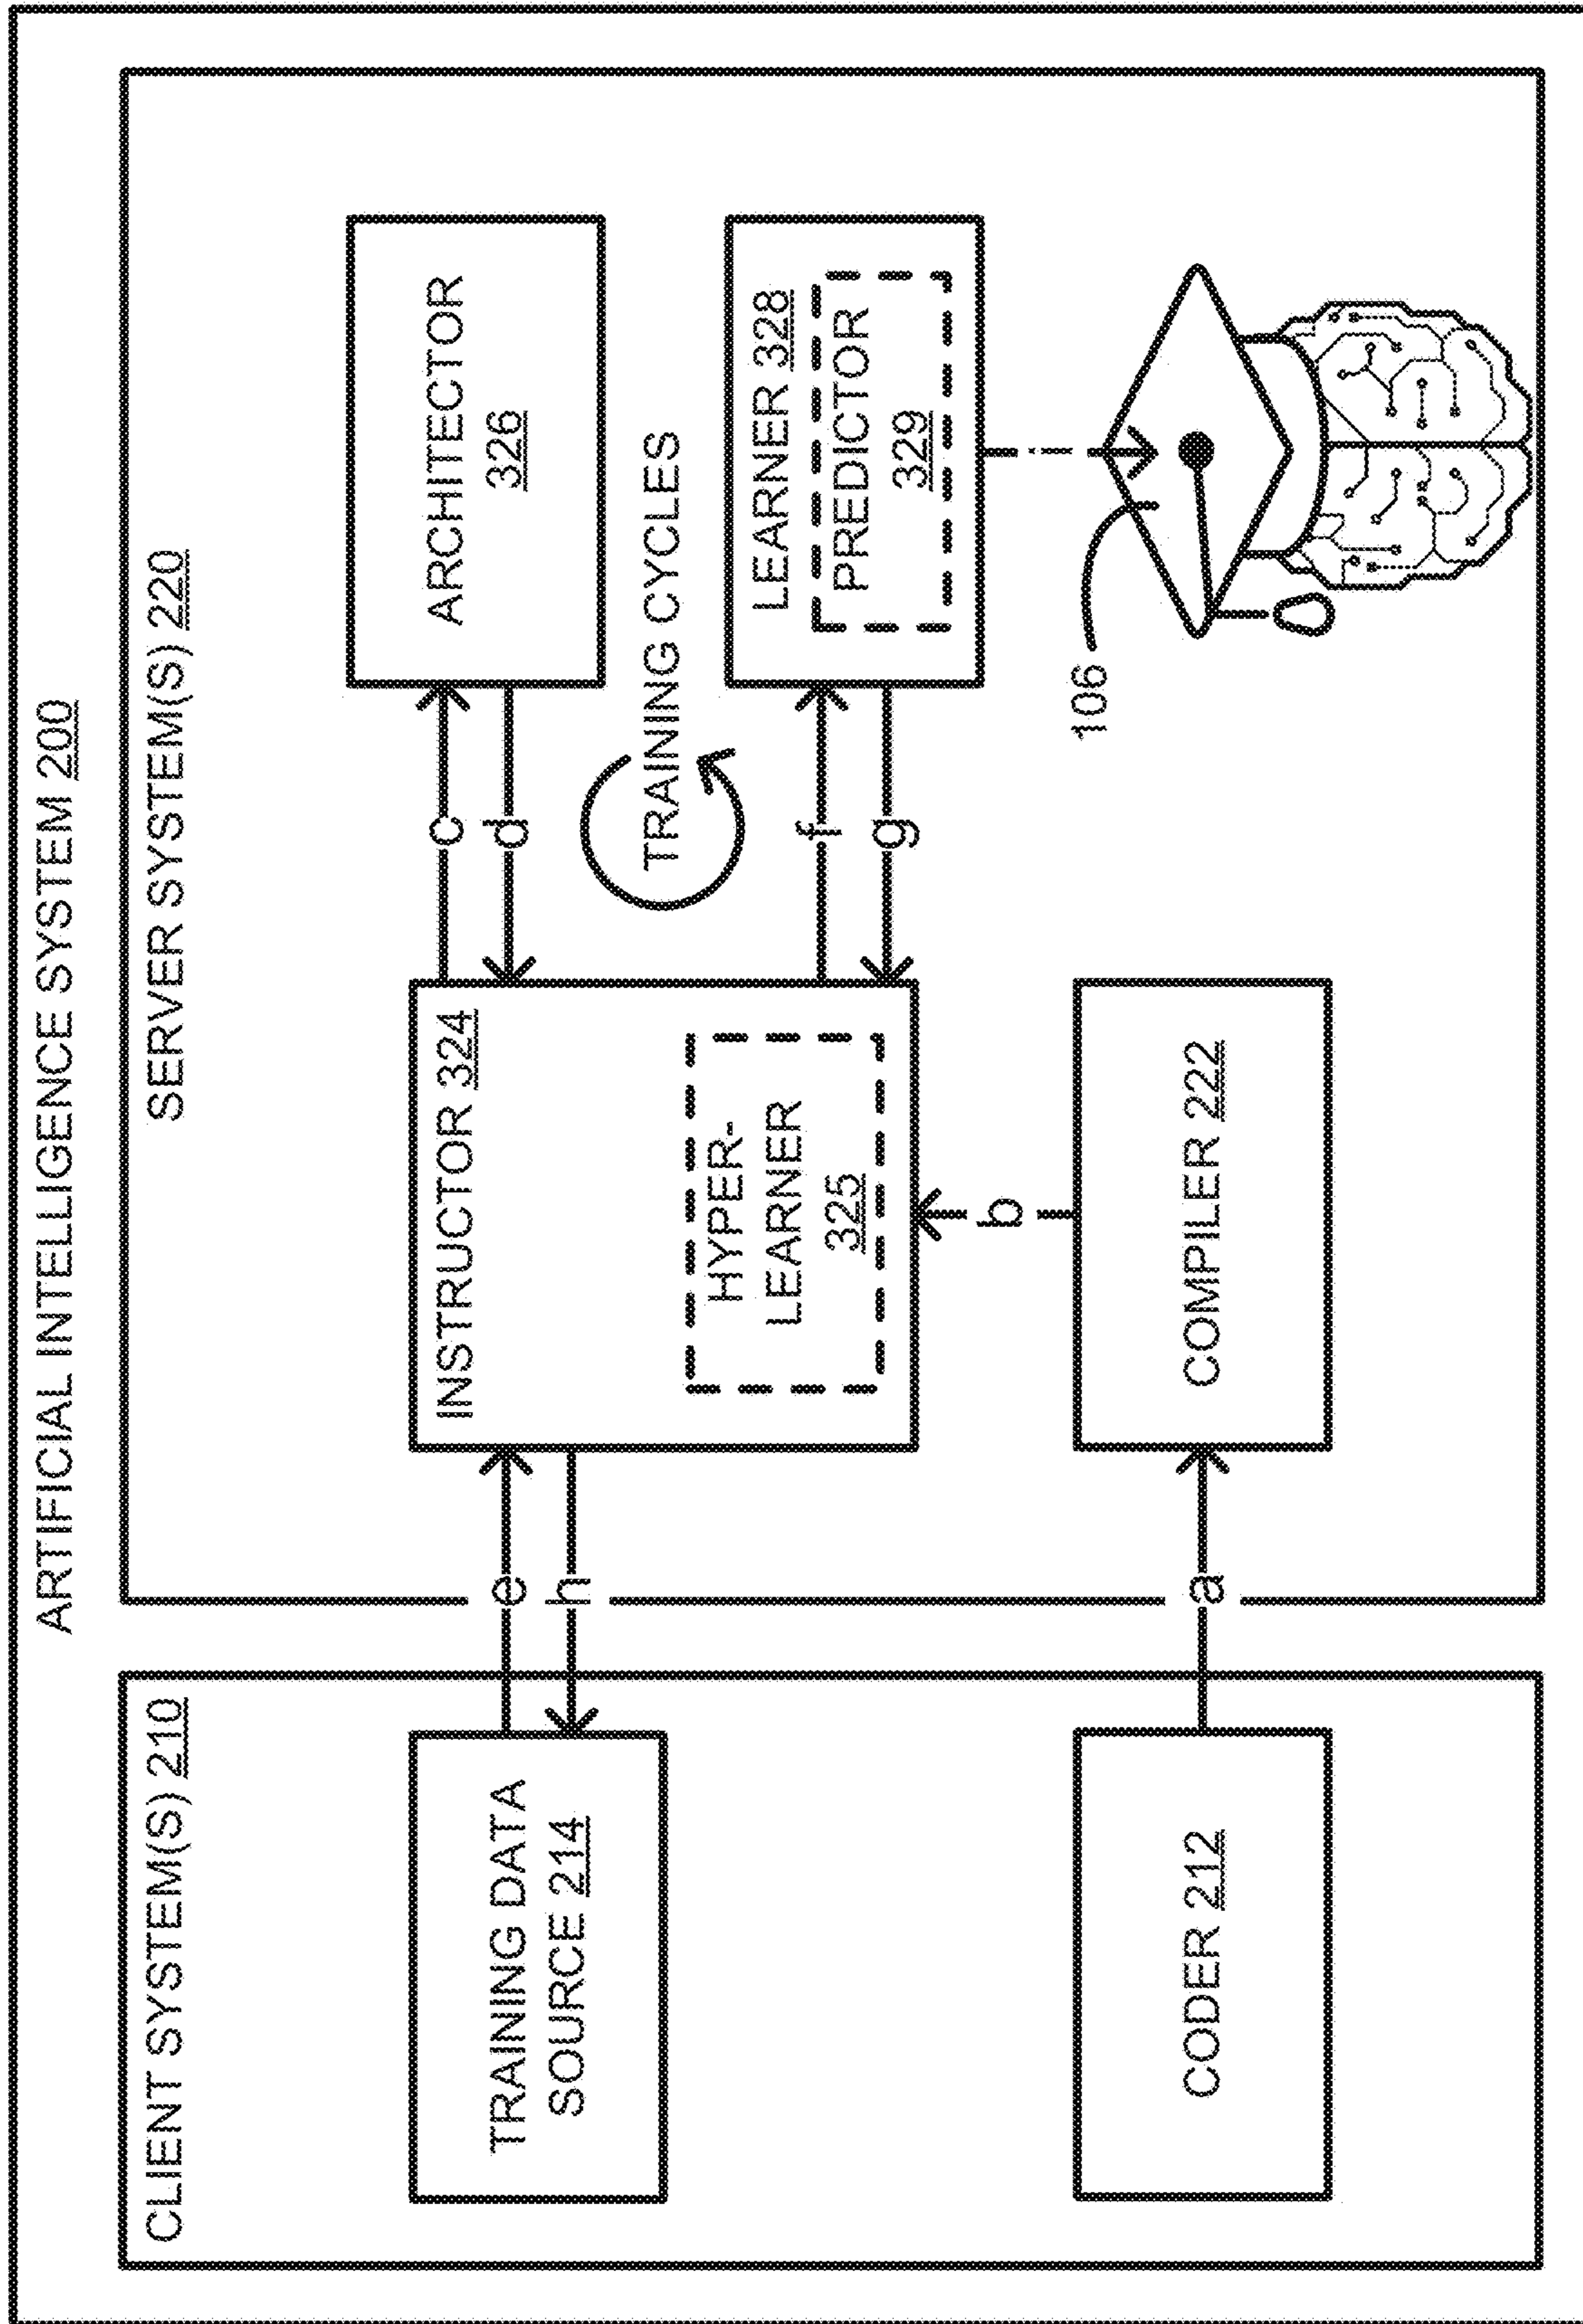 ARTIFICIAL INTELLIGENCE SYSTEM 200
CLIENT SYSTEM(S) 210
TRAINING DATA
SOURCE 214
CODER 212
e
h
a
SERVER SYSTEM(S) 220
INSTRUCTOR 324
HYPER-
LEARNER
325
b
COMPILER 222
c
d
TRAINING CYCLES
f
g
ARCHITECTOR
326
LEARNER 328
PREDICTOR
329
106